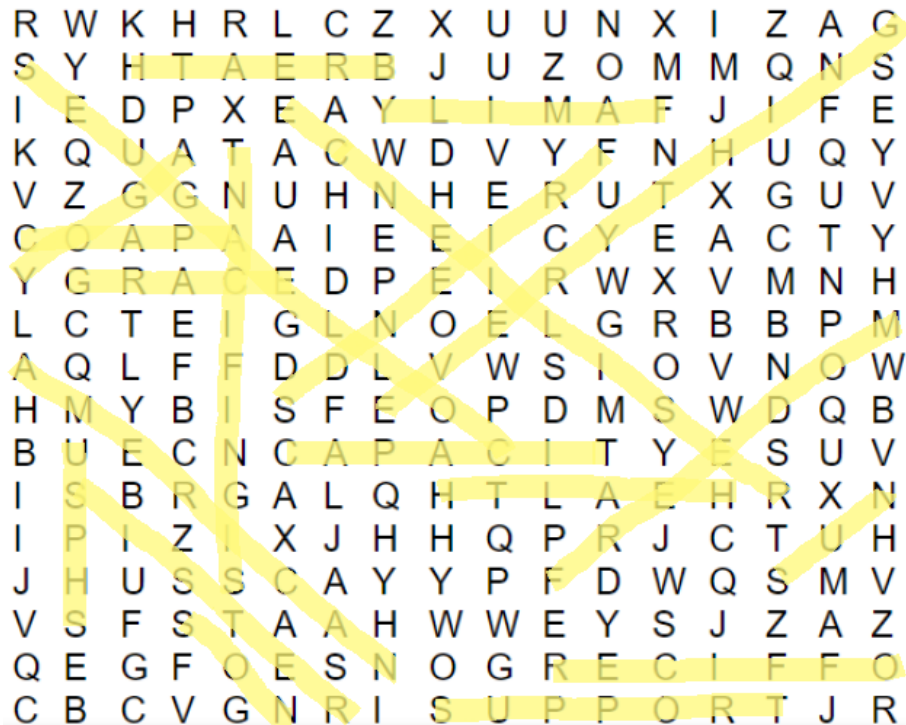 R W K H R L C Z X U U N X I Z A G
S Y H T A E R B J U Z O M M Q N S
I E D P X E A Y L I M A F J I F E
K Q U A T A C W D V Y F N H U Q Y
V Z G G N U H N H E R U T X G U V
C O A P A A I E E I C Y E A C T Y
Y G R A C E D P E I R W X V M N H
L C T E I G L N O E L G R B B P M
A Q L F F D D L V W S I O V N O W
H M Y B I S F E O P D M S W D Q B
B U E C N C A P A C I T Y E S U V
I S B R G A L Q H T L A E H R X N
I P I Z I X J H H Q P R J C T U H
J H U S S C A Y Y P F D W Q S M V
V S F S T A A H W W E Y S J Z A Z
Q E G F O E S N O G R E C I F F O
C B C V G N R I S U P P O R T J R